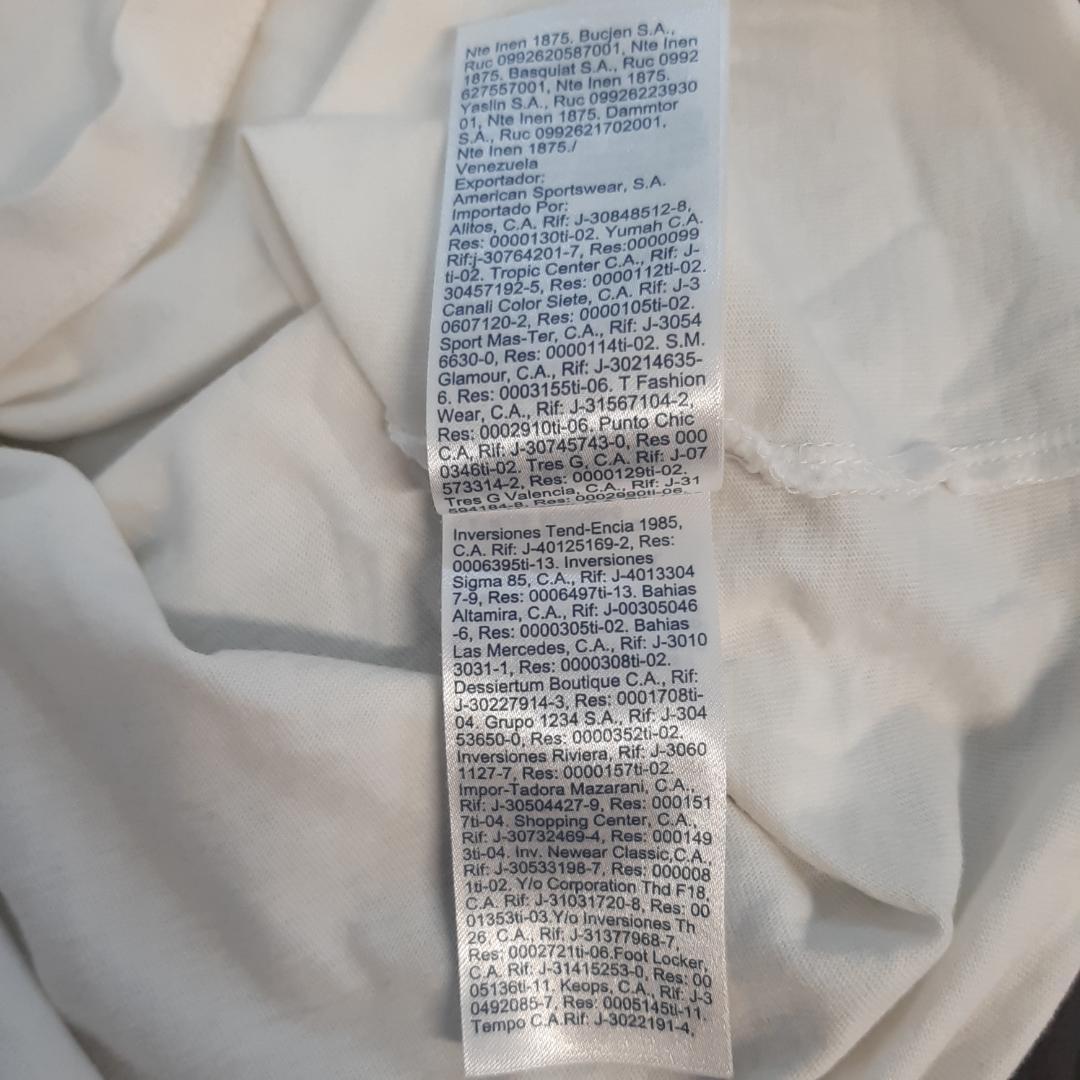 Nte Inen 1875. Bucjen S.A.,
Ruc 0992620587001, Nte Inen
1875. Basquiat S.A., Ruc 0992
627557001, Nte Inen 1875.
Yaslin S.A., Ruc 09926223930
01, Nte Inen 1875. Dammtor
S.A., Ruc 0992621702001,
Nte Inen 1875./
Venezuela
Exportador:
American Sportswear, S.A.
Importado Por:
Alltos, C.A. Rif: J-30848512-8,
Res: 0000130ti-02. Yumah C.A.
Rif:j-30764201-7, Res:0000099
ti-02. Tropic Center C.A., Rif: J-
30457192-5, Res: 0000112ti-02.
Canali Color Siete, C.A. Rif: J-3
0607120-2, Res: 0000105ti-02.
Sport Mas-Ter, C.A., Rif: J-3054
6630-0, Res: 0000114ti-02. S.M.
Glamour, C.A., Rif: J-30214635-
6. Res: 0003155ti-06. T Fashion
Wear, C.A., Rif: J-31567104-2,
Res: 0002910ti-06. Punto Chic
C.A, Rif: J-30745743-0, Res 000
0346ti-02. Tres G, C.A. Rif: J-07
573314-2, Res: 0000129ti-02.
Tres G Valencia, C.A., Rif: J-31
594184-8, Res: 0002990ti-06.
Inversiones Tend-Encia 1985,
C.A. Rif: J-40125169-2, Res:
0006395ti-13. Inversiones
Sigma 85, C.A., Rif: J-4013304
7-9, Res: 0006497ti-13. Bahias
Altamira, C.A., Rif: J-00305046
-6, Res: 0000305ti-02. Bahias
Las Mercedes, C.A., Rif: J-3010
3031-1, Res: 0000308ti-02.
Dessiertum Boutique C.A., Rif:
J-30227914-3, Res: 0001708ti-
04. Grupo 1234 S.A., Rif: J-304
53650-0, Res: 0000352ti-02.
Inversiones Riviera, Rif: J-3060
1127-7, Res: 0000157ti-02.
Impor-Tadora Mazarani, C.A.,
Rif: J-30504427-9, Res: 000151
7ti-04. Shopping Center, C.A.,
Rif: J-30732469-4, Res: 000149
3ti-04. Inv. Newear Classic,C.A.
Rif: J-30533198-7, Res: 000008
1ti-02. Y/o Corporation Thd F18,
C.A. Rif: J-31031720-8, Res: 00
01353ti-03.Y/o Inversiones Th
26, C.A., Rif: J-31377968-7,
Res: 0002721ti-06.Foot Locker,
C.A. Rif: J-31415253-0, Res: 00
05136ti-11. Keops, C.A., Rif: J-3
0492085-7, Res: 0005145ti-11,
Tempo C.A.Rif: J-3022191-4,